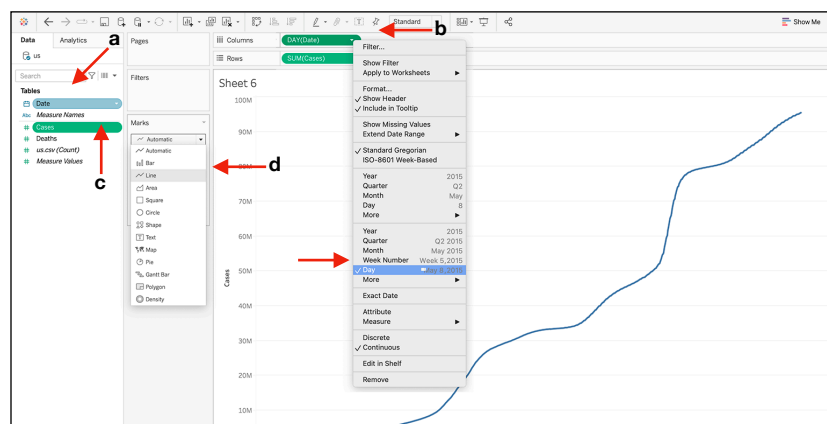 Standard
Show Me
Data Analytics
us
Search
Tables
Date
Abc Measure Names
# Cases
# Deaths
# us.csv (Count)
# Measure Values
a
b
c
d
Pages
Filters
Marks
Automatic
Automatic
Bar
Line
Area
Square
Circle
Shape
Text
Map
Pie
Gantt Bar
Polygon
Density
Columns DAY(Date)
Rows SUM(Cases)
Sheet 6
Filter...
Show Filter
Apply to Worksheets
Format...
Show Header
Include in Tooltip
Show Missing Values
Extend Date Range
Standard Gregorian
ISO-8601 Week-Based
Year 2015
Quarter Q2
Month May
Day 8
More
Year 2015
Quarter Q2 2015
Month May 2015
Week Number Week 5, 2015
Day May 8, 2015
More
Exact Date
Attribute
Measure
Discrete
Continuous
Edit in Shelf
Remove
100M
90M
80M
70M
60M
50M
40M
30M
20M
10M
Cases